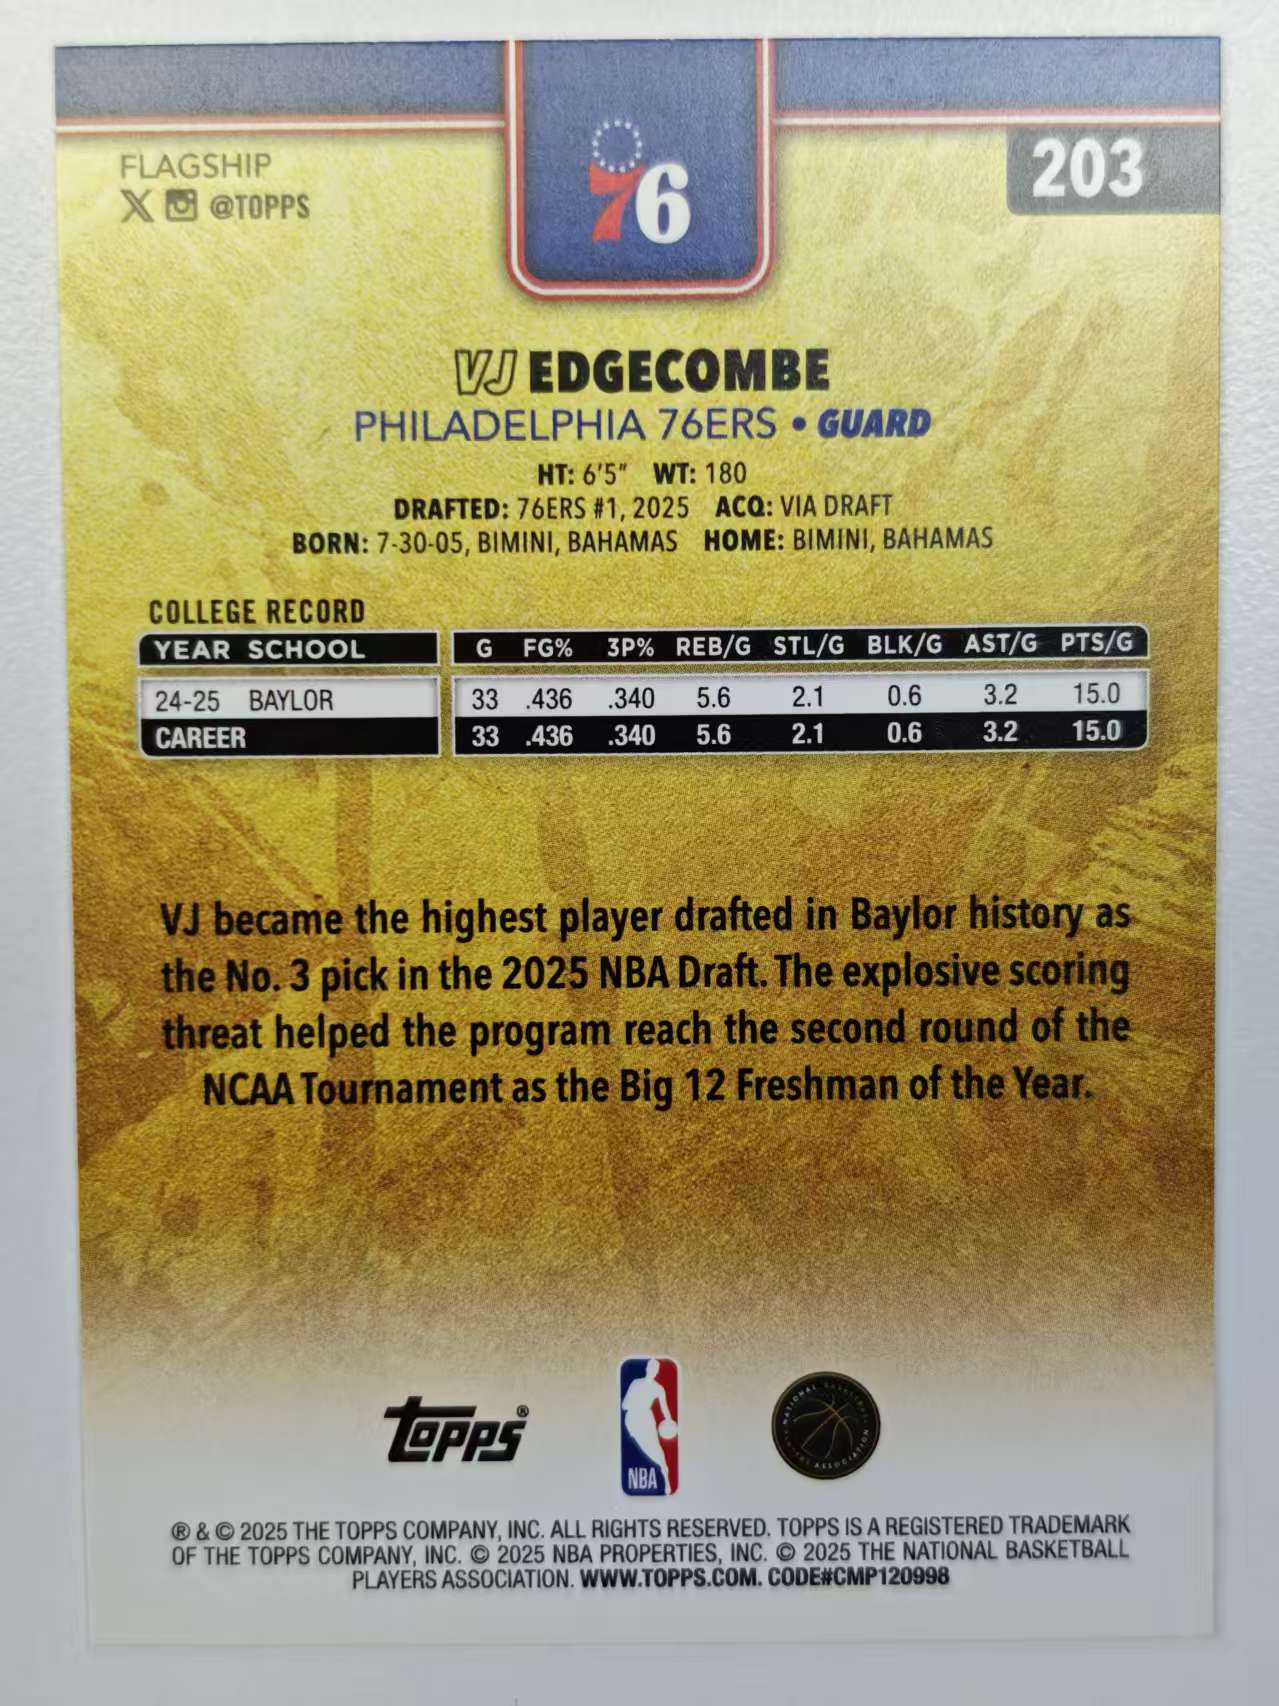 FLAGSHIP
203
@TOPPS
76
VJ EDGECOMBE
PHILADELPHIA 76ERS • GUARD
HT: 6'5" WT: 180
DRAFTED: 76ERS #1, 2025 ACQ: VIA DRAFT
BORN: 7-30-05, BIMINI, BAHAMAS HOME: BIMINI, BAHAMAS
COLLEGE RECORD
YEAR SCHOOL G FG% 3P% REB/G STL/G BLK/G AST/G PTS/G
24-25 BAYLOR 33 .436 .340 5.6 2.1 0.6 3.2 15.0
CAREER 33 .436 .340 5.6 2.1 0.6 3.2 15.0
VJ became the highest player drafted in Baylor history as
the No. 3 pick in the 2025 NBA Draft. The explosive scoring
threat helped the program reach the second round of the
NCAA Tournament as the Big 12 Freshman of the Year.
topps®
NBA
NATIONAL BASKETBALL PLAYERS ASSOCIATION
® & © 2025 THE TOPPS COMPANY, INC. ALL RIGHTS RESERVED. TOPPS IS A REGISTERED TRADEMARK
OF THE TOPPS COMPANY, INC. © 2025 NBA PROPERTIES, INC. © 2025 THE NATIONAL BASKETBALL
PLAYERS ASSOCIATION. WWW.TOPPS.COM. CODE#CMP120998